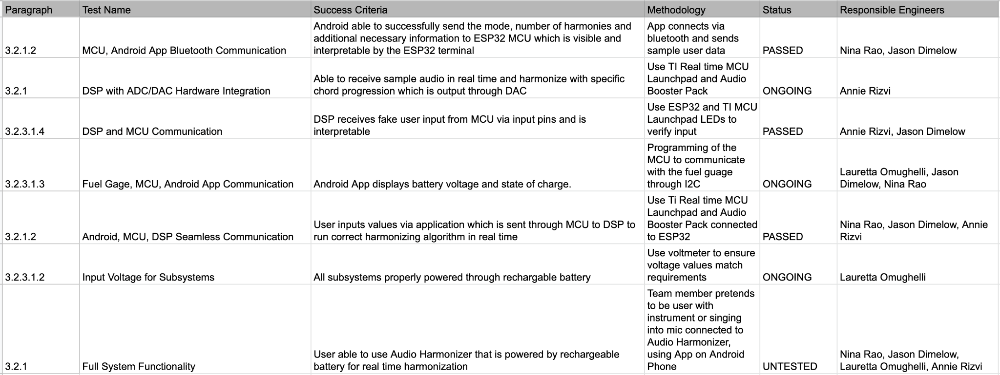 Paragraph Test Name Success Criteria Methodology Status Responsible Engineers
Android able to successfully send the mode, number of harmonies and
additional necessary information to ESP32 MCU which is visible and
interpretable by the ESP32 terminal
App connects via
bluetooth and sends
sample user data
3.2.1.2 MCU, Android App Bluetooth Communication PASSED Nina Rao, Jason Dimelow
Able to receive sample audio in real time and harmonize with specific
chord progression which is output through DAC
Use TI Real time MCU
Launchpad and Audio
Booster Pack
3.2.1 DSP with ADC/DAC Hardware Integration ONGOING Annie Rizvi
DSP receives fake user input from MCU via input pins and is
interpretable
Use ESP32 and TI MCU
Launchpad LEDs to
verify input
3.2.3.1.4 DSP and MCU Communication PASSED Annie Rizvi, Jason Dimelow
Programming of the
MCU to communicate
with the fuel guage
through I2C
3.2.3.1.3 Fuel Gage, MCU, Android App Communication Android App displays battery voltage and state of charge. ONGOING
Lauretta Omughelli, Jason
Dimelow, Nina Rao
User inputs values via application which is sent through MCU to DSP to
run correct harmonizing algorithm in real time
Use Ti Real time MCU
Launchpad and Audio
Booster Pack connected
to ESP32
3.2.1.2 Android, MCU, DSP Seamless Communication PASSED
Nina Rao, Jason Dimelow, Annie
Rizvi
Use voltmeter to ensure
voltage values match
requirements
3.2.3.1.2 Input Voltage for Subsystems All subsystems properly powered through rechargable battery ONGOING Lauretta Omughelli
User able to use Audio Harmonizer that is powered by rechargeable
battery for real time harmonization
Team member pretends
to be user with
instrument or singing
into mic connected to
Audio Harmonizer,
using App on Android
Phone
3.2.1 Full System Functionality UNTESTED
Nina Rao, Jason Dimelow,
Lauretta Omughelli, Annie Rizvi